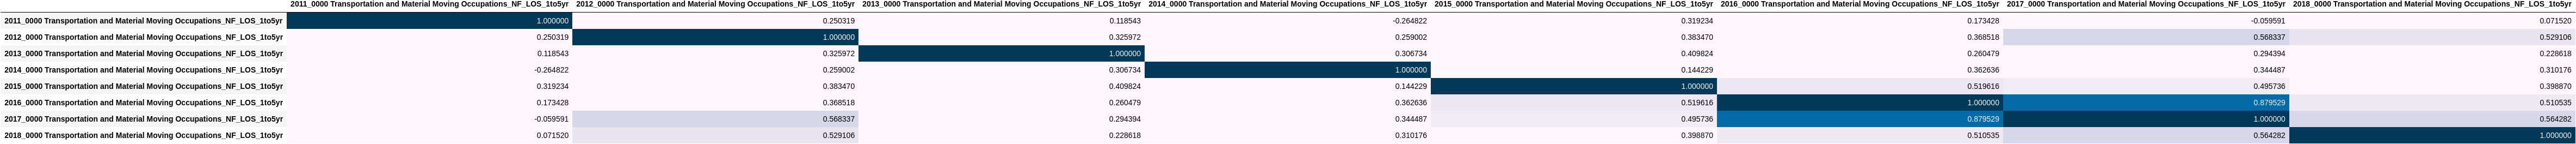 2011_0000 Transportation and Material Moving Occupations_NF_LOS_1to5yr 2012_0000 Transportation and Material Moving Occupations_NF_LOS_1to5yr 2013_0000 Transportation and Material Moving Occupations_NF_LOS_1to5yr 2014_0000 Transportation and Material Moving Occupations_NF_LOS_1to5yr 2015_0000 Transportation and Material Moving Occupations_NF_LOS_1to5yr 2016_0000 Transportation and Material Moving Occupations_NF_LOS_1to5yr 2017_0000 Transportation and Material Moving Occupations_NF_LOS_1to5yr 2018_0000 Transportation and Material Moving Occupations_NF_LOS_1to5yr
2011_0000 Transportation and Material Moving Occupations_NF_LOS_1to5yr 1.000000 0.250319 0.118543 -0.264822 0.319234 0.173428 -0.059591 0.071520
2012_0000 Transportation and Material Moving Occupations_NF_LOS_1to5yr 0.250319 1.000000 0.325972 0.259002 0.383470 0.368518 0.568337 0.529106
2013_0000 Transportation and Material Moving Occupations_NF_LOS_1to5yr 0.118543 0.325972 1.000000 0.306734 0.409824 0.260479 0.294394 0.228618
2014_0000 Transportation and Material Moving Occupations_NF_LOS_1to5yr -0.264822 0.259002 0.306734 1.000000 0.144229 0.362636 0.344487 0.310176
2015_0000 Transportation and Material Moving Occupations_NF_LOS_1to5yr 0.319234 0.383470 0.409824 0.144229 1.000000 0.519616 0.495736 0.398870
2016_0000 Transportation and Material Moving Occupations_NF_LOS_1to5yr 0.173428 0.368518 0.260479 0.362636 0.519616 1.000000 0.879529 0.510535
2017_0000 Transportation and Material Moving Occupations_NF_LOS_1to5yr -0.059591 0.568337 0.294394 0.344487 0.495736 0.879529 1.000000 0.564282
2018_0000 Transportation and Material Moving Occupations_NF_LOS_1to5yr 0.071520 0.529106 0.228618 0.310176 0.398870 0.510535 0.564282 1.000000